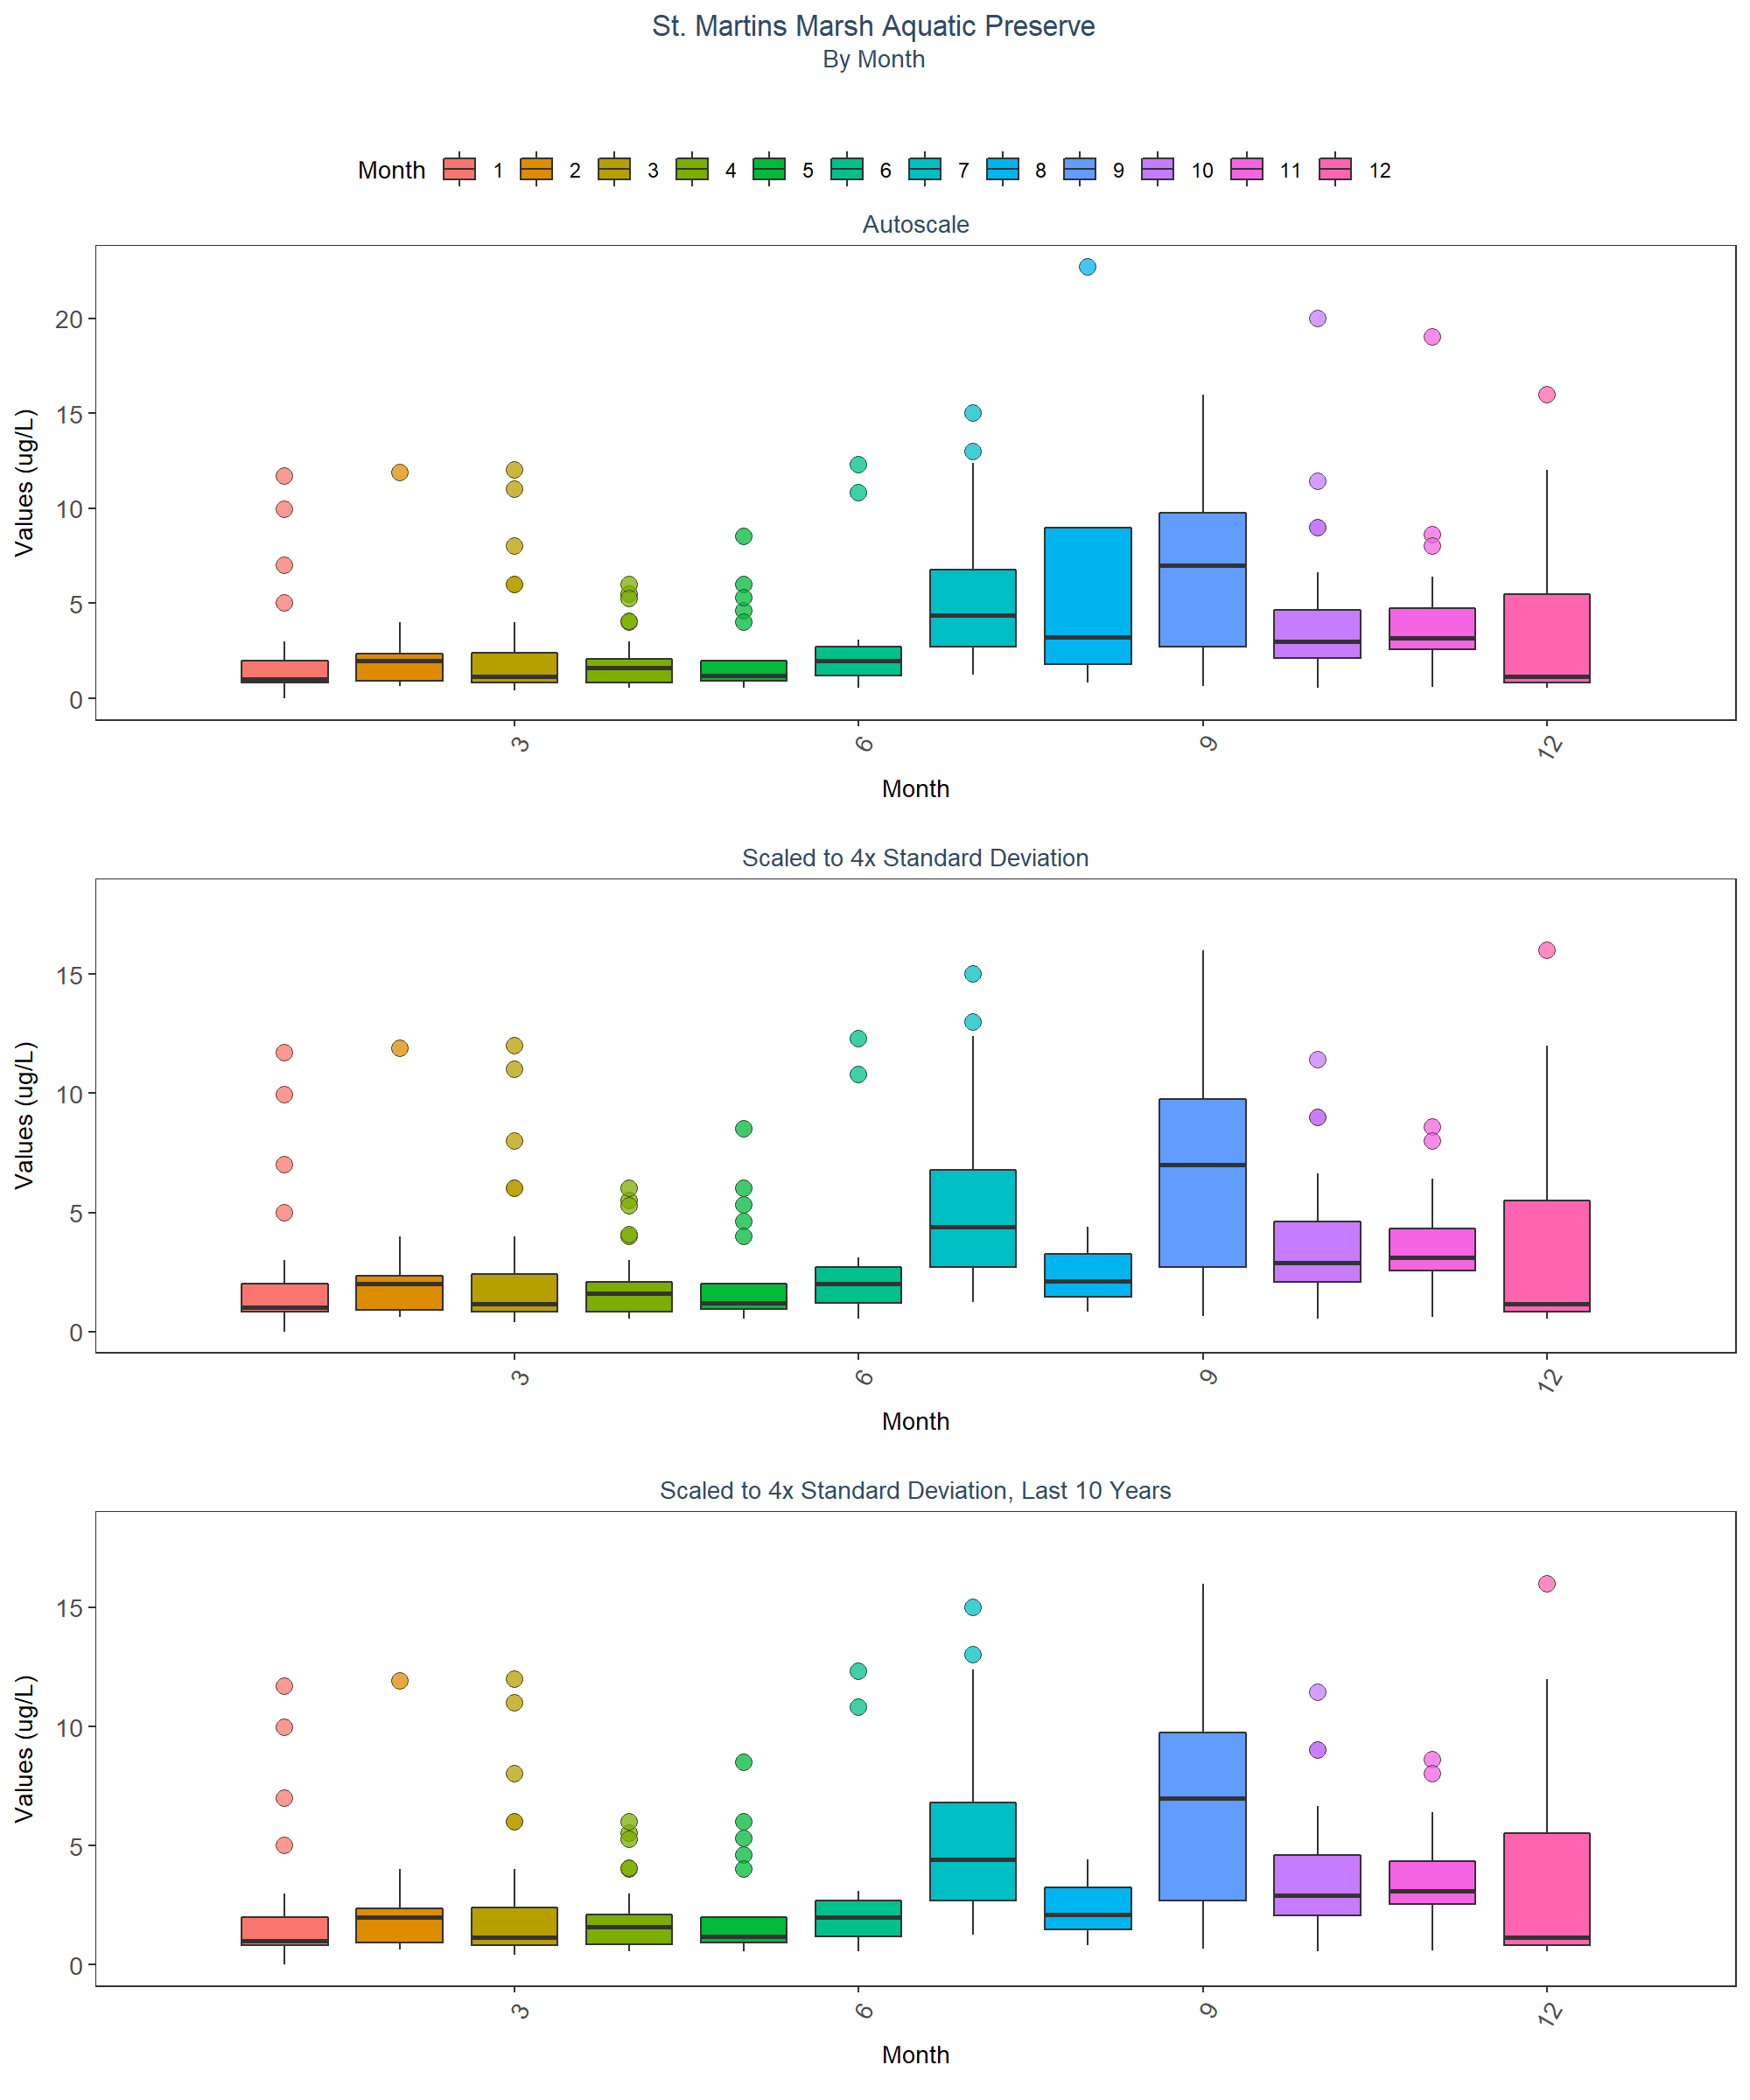 St. Martins Marsh Aquatic Preserve
By Month
Month 1 2 3 4 5 6 7 8 9 10 11 12
Autoscale
Values (ug/L)
20
15
10
5
0
3 6 9 12
Month
Scaled to 4x Standard Deviation
Values (ug/L)
15
10
5
0
3 6 9 12
Month
Scaled to 4x Standard Deviation, Last 10 Years
Values (ug/L)
15
10
5
0
3 6 9 12
Month